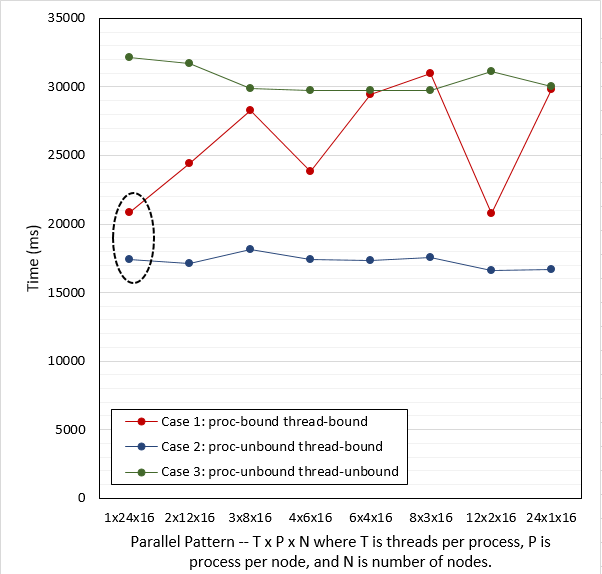 35000
30000
25000
20000
15000
10000
5000
0
Time (ms)
Case 1: proc-bound thread-bound
Case 2: proc-unbound thread-bound
Case 3: proc-unbound thread-unbound
1x24x16 2x12x16 3x8x16 4x6x16 6x4x16 8x3x16 12x2x16 24x1x16
Parallel Pattern -- T x P x N where T is threads per process, P is
process per node, and N is number of nodes.